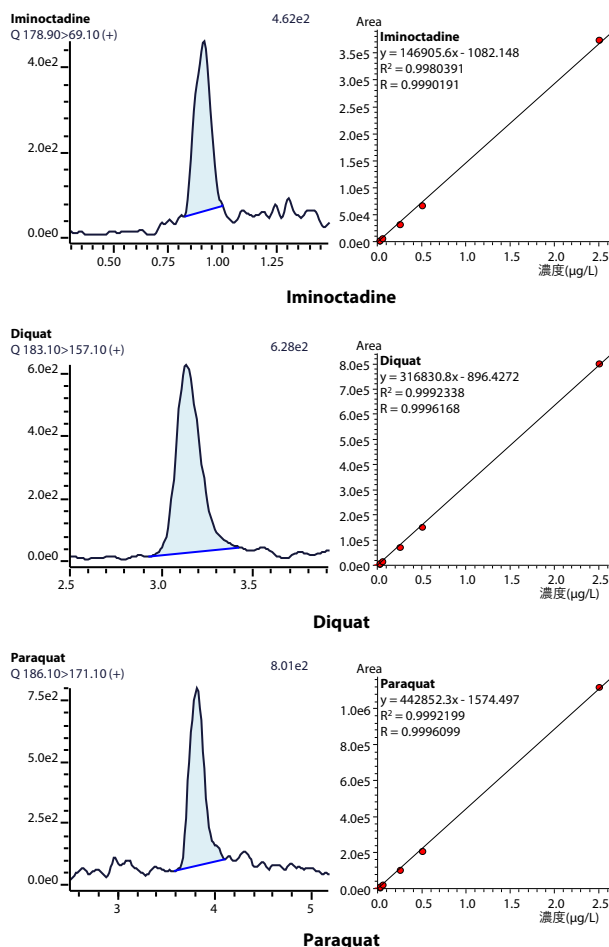 Iminoctadine
Q 178.90>69.10 (+)
4.62e2
4.0e2
2.0e2
0.0e0
0.50 0.75 1.00 1.25
Area
Iminoctadine
y = 146905.6x - 1082.148
R² = 0.9980391
R = 0.9990191
3.5e5
3.0e5
2.5e5
2.0e5
1.5e5
1.0e5
5.0e4
0.0e0
0.0 0.5 1.0 1.5 2.0 2.5
濃度(μg/L)
Iminoctadine
Diquat
Q 183.10>157.10 (+)
6.28e2
6.0e2
4.0e2
2.0e2
0.0e0
2.5 3.0 3.5
Area
Diquat
y = 316830.8x - 896.4272
R² = 0.9992338
R = 0.9996168
8.0e5
7.0e5
6.0e5
5.0e5
4.0e5
3.0e5
2.0e5
1.0e5
0.0e0
0.0 0.5 1.0 1.5 2.0 2.5
濃度(μg/L)
Diquat
Paraquat
Q 186.10>171.10 (+)
8.01e2
7.5e2
5.0e2
2.5e2
0.0e0
3 4 5
Area
Paraquat
y = 442852.3x - 1574.497
R² = 0.9992199
R = 0.9996099
1.0e6
8.0e5
6.0e5
4.0e5
2.0e5
0.0e0
0.0 0.5 1.0 1.5 2.0 2.5
濃度(μg/L)
Paraquat